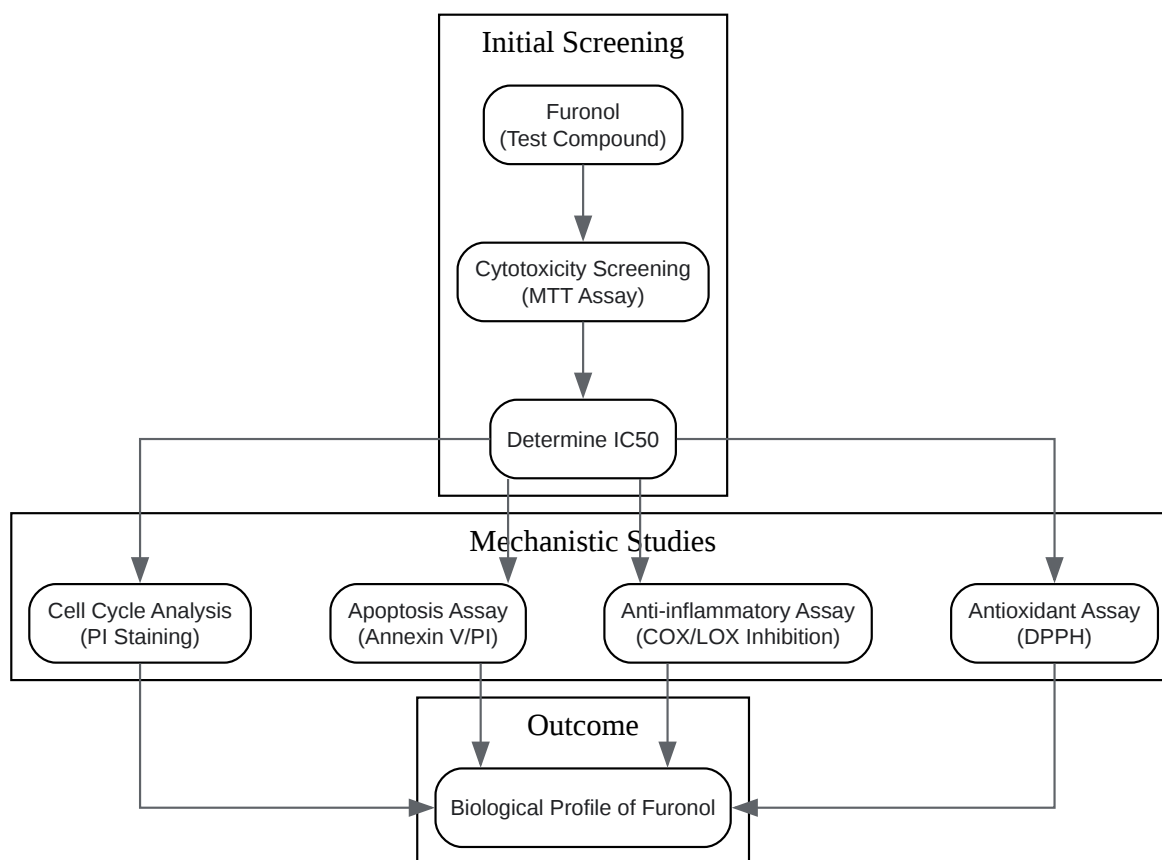 Initial Screening
Furonol
(Test Compound)
Cytotoxicity Screening
(MTT Assay)
Determine IC50
Mechanistic Studies
Cell Cycle Analysis
(PI Staining)
Apoptosis Assay
(Annexin V/PI)
Anti-inflammatory Assay
(COX/LOX Inhibition)
Antioxidant Assay
(DPPH)
Outcome
Biological Profile of Furonol